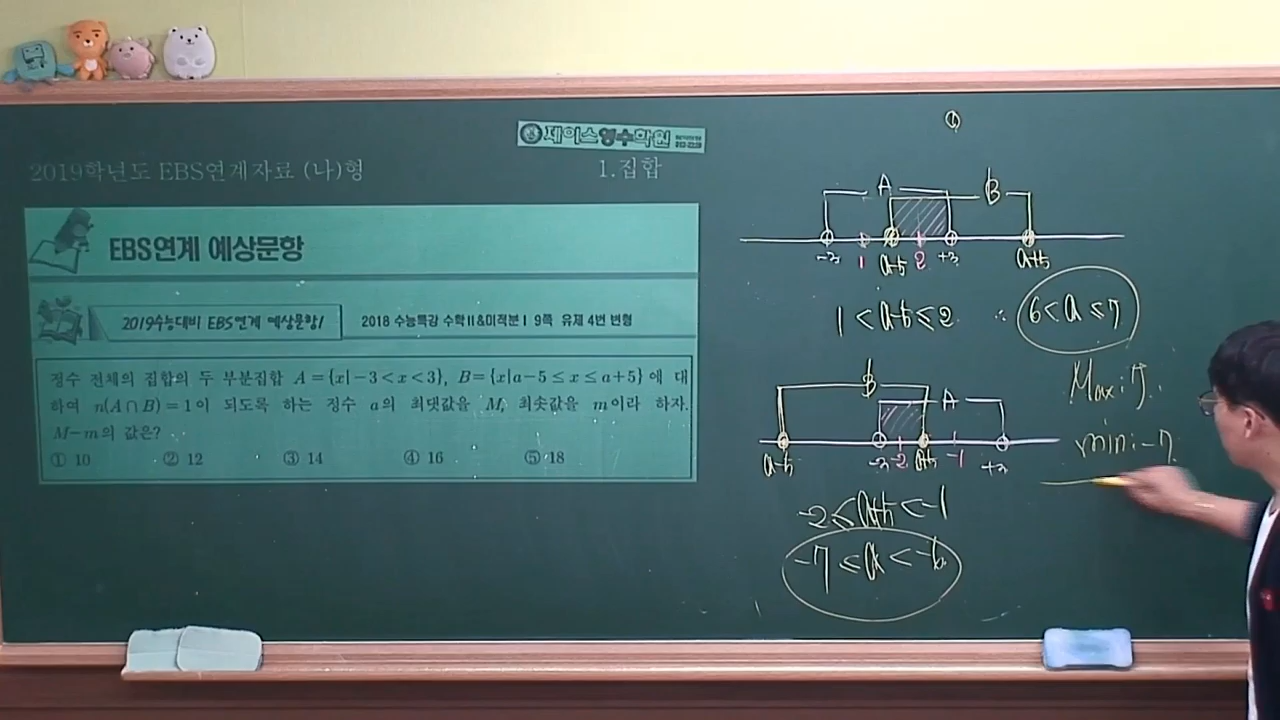 제이스영수학원
2019학년도 EBS연계자료 (나)형
1.집합
EBS연계 예상문항
2019수능대비 EBS연계 예상문항1
2018 수능특강 수학Ⅱ&미적분Ⅰ 9쪽 유제 4번 변형
정수 전체의 집합의 두 부분집합 A={x|-3<x<3}, B={x|a-5≤x≤a+5}에 대
하여 n(A∩B)=1이 되도록 하는 정수 a의 최댓값을 M, 최솟값을 m이라 하자.
M-m의 값은?
① 10 ② 12 ③ 14 ④ 16 ⑤ 18
A B
-3 1 a-5 2 +3 a+5
1 < a-5 ≤ 2 ∴ 6 < a ≤ 7
B A
a-5 -3 -2 a+5 -1 +3
-2 ≤ a+5 < -1
-7 ≤ a < -6
Max: 7.
min: -7.